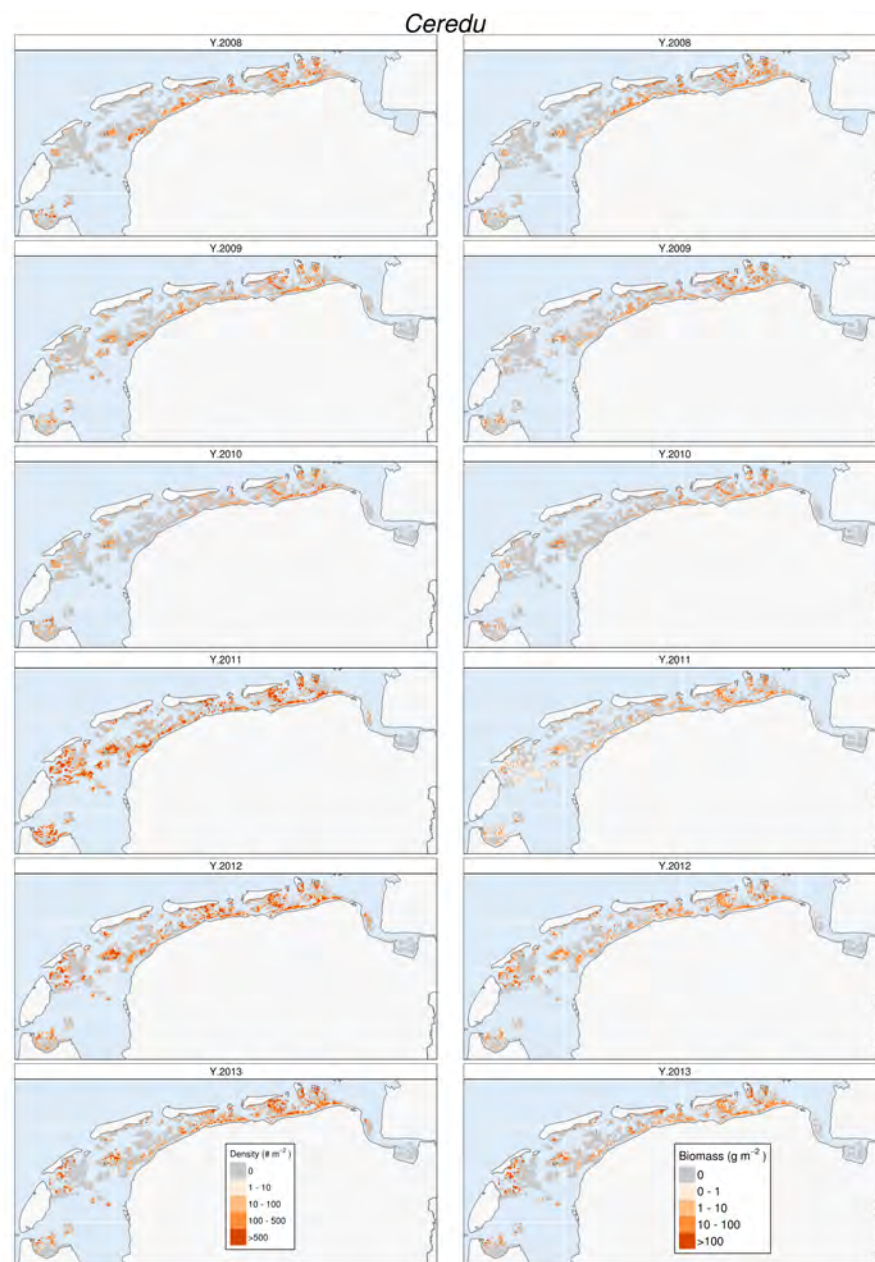 Ceredu
Y.2008
Y.2008
Y.2009
Y.2009
Y.2010
Y.2010
Y.2011
Y.2011
Y.2012
Y.2012
Y.2013
Y.2013
Density (# m⁻²)
0
1 - 10
10 - 100
100 - 500
>500
Biomass (g m⁻²)
0
0 - 1
1 - 10
10 - 100
>100